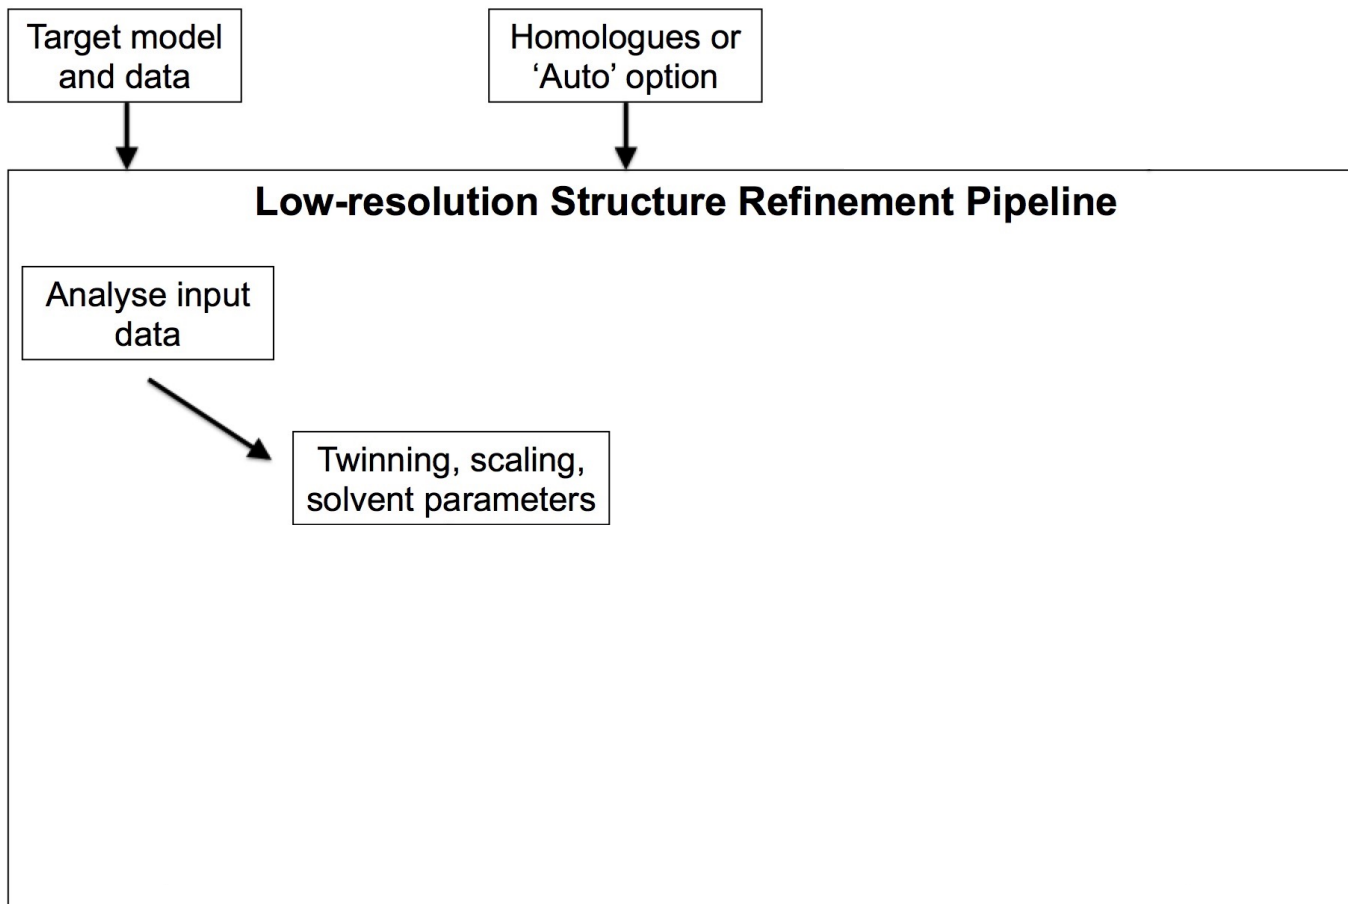 Target model
and data
Homologues or
‘Auto’ option
Low-resolution Structure Refinement Pipeline
Analyse input
data
Twinning, scaling,
solvent parameters